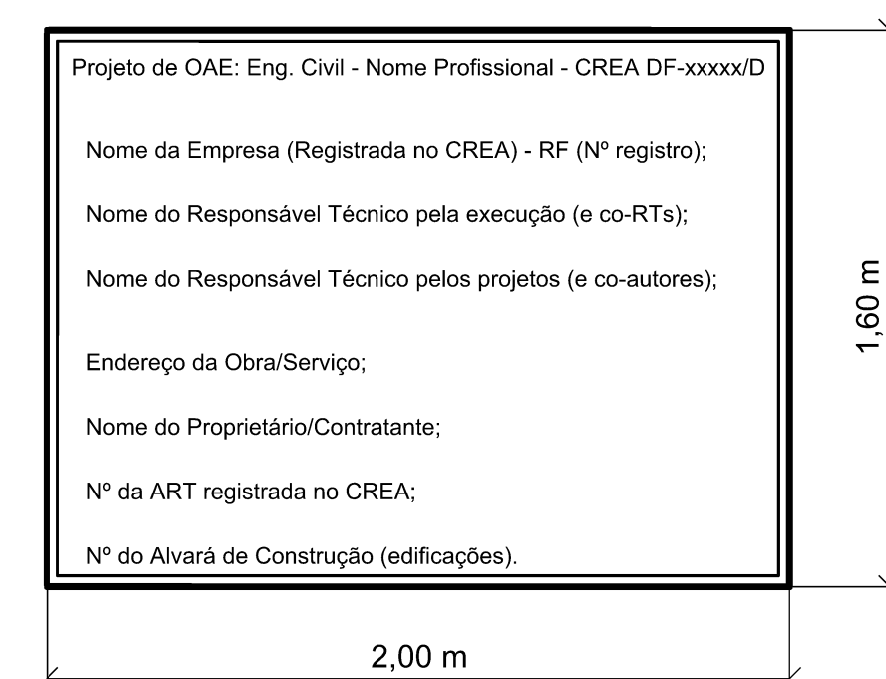 Projeto de OAE: Eng. Civil - Nome Profissional - CREA DF-xxxxx/D
Nome da Empresa (Registrada no CREA) - RF (Nº registro);
Nome do Responsável Técnico pela execução (e co-RTs);
Nome do Responsável Técnico pelos projetos (e co-autores);
Endereço da Obra/Serviço;
Nome do Proprietário/Contratante;
Nº da ART registrada no CREA;
Nº do Alvará de Construção (edificações).
1,60 m
2,00 m